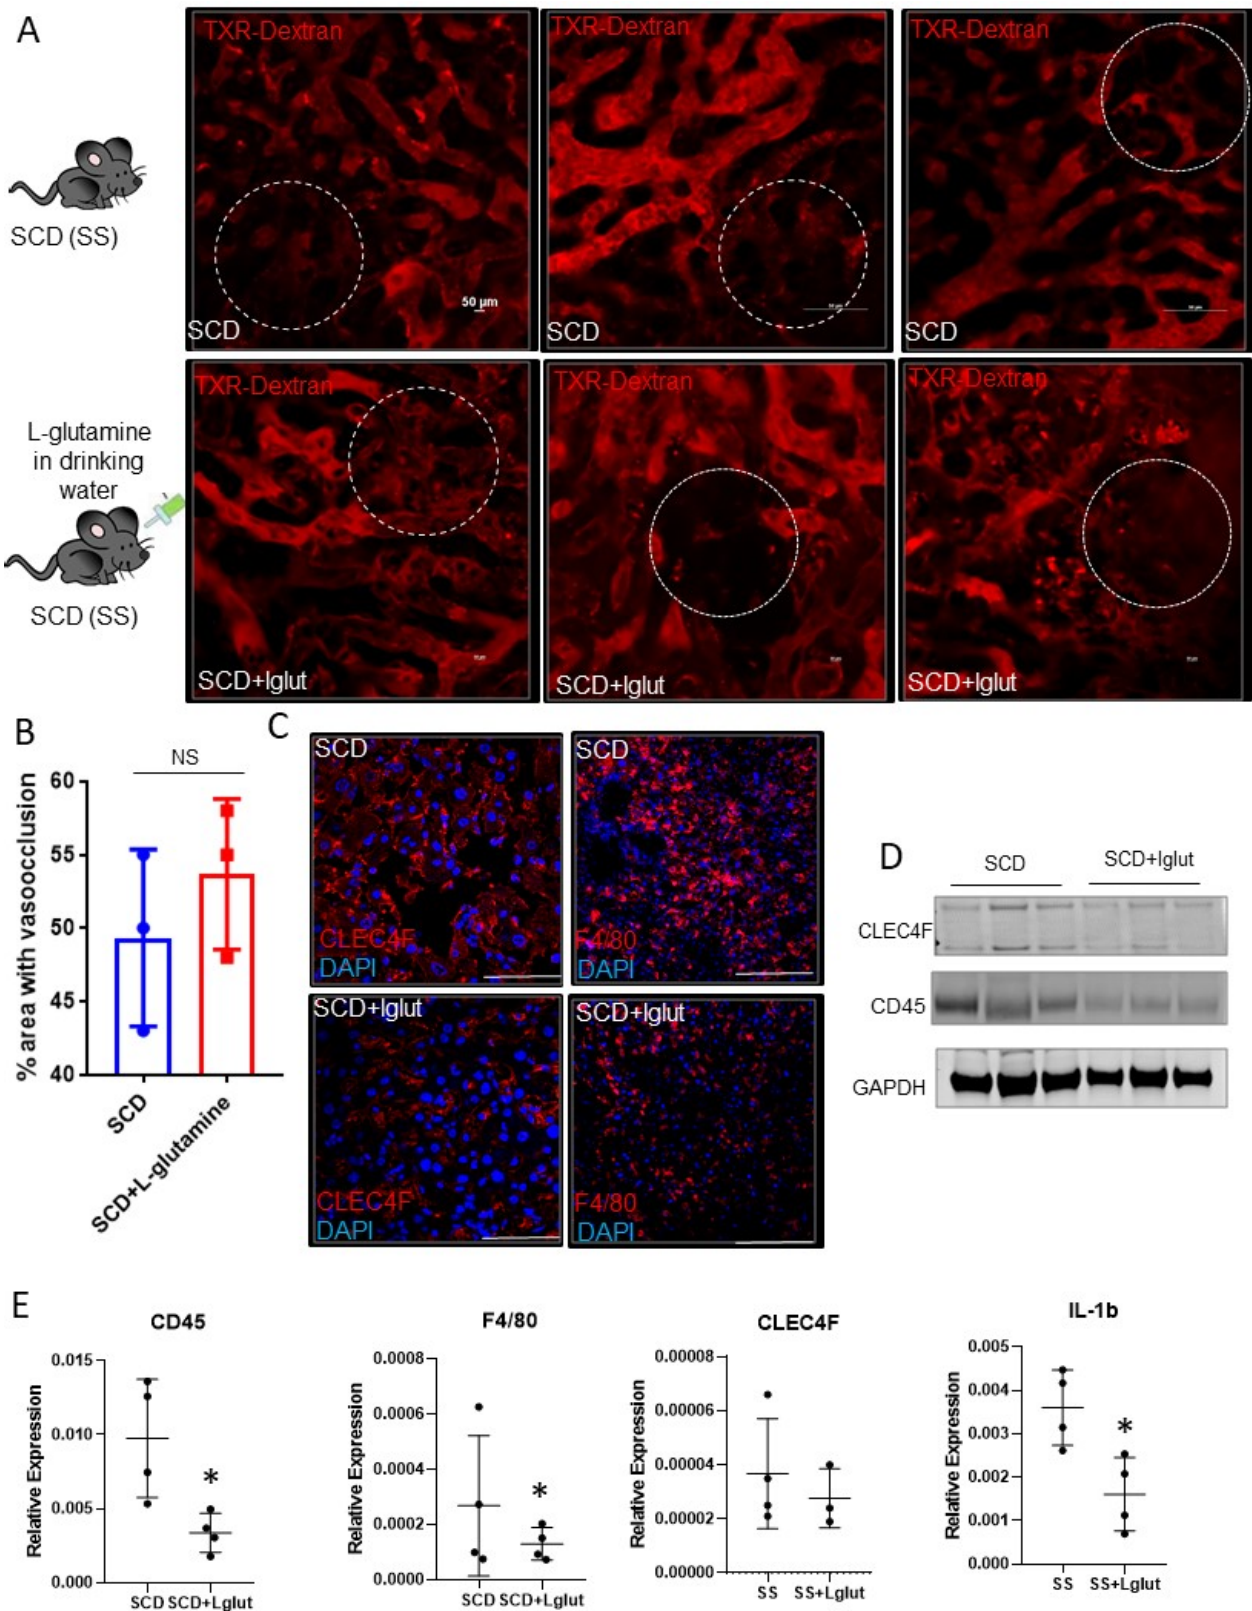 A
TXR-Dextran
TXR-Dextran
TXR-Dextran
SCD (SS)
50 µm
SCD
SCD
SCD
L-glutamine
in drinking
water
SCD (SS)
TXR-Dextran
TXR-Dextran
TXR-Dextran
SCD+lglut
SCD+lglut
SCD+lglut
B
NS
% area with vasoocclusion
60
55
50
45
40
SCD
SCD+L-glutamine
C
SCD
CLEC4F
DAPI
SCD
F4/80
DAPI
SCD+lglut
CLEC4F
DAPI
SCD+lglut
F4/80
DAPI
D
SCD
SCD+lglut
CLEC4F
CD45
GAPDH
E
CD45
Relative Expression
0.015
0.010
0.005
0.000
*
SCD
SCD+Lglut
F4/80
Relative Expression
0.0008
0.0006
0.0004
0.0002
0.0000
*
SCD
SCD+Lglut
CLEC4F
Relative Expression
0.00008
0.00006
0.00004
0.00002
0.00000
SS
SS+Lglut
IL-1b
Relative Expression
0.005
0.004
0.003
0.002
0.001
0.000
*
SS
SS+Lglut